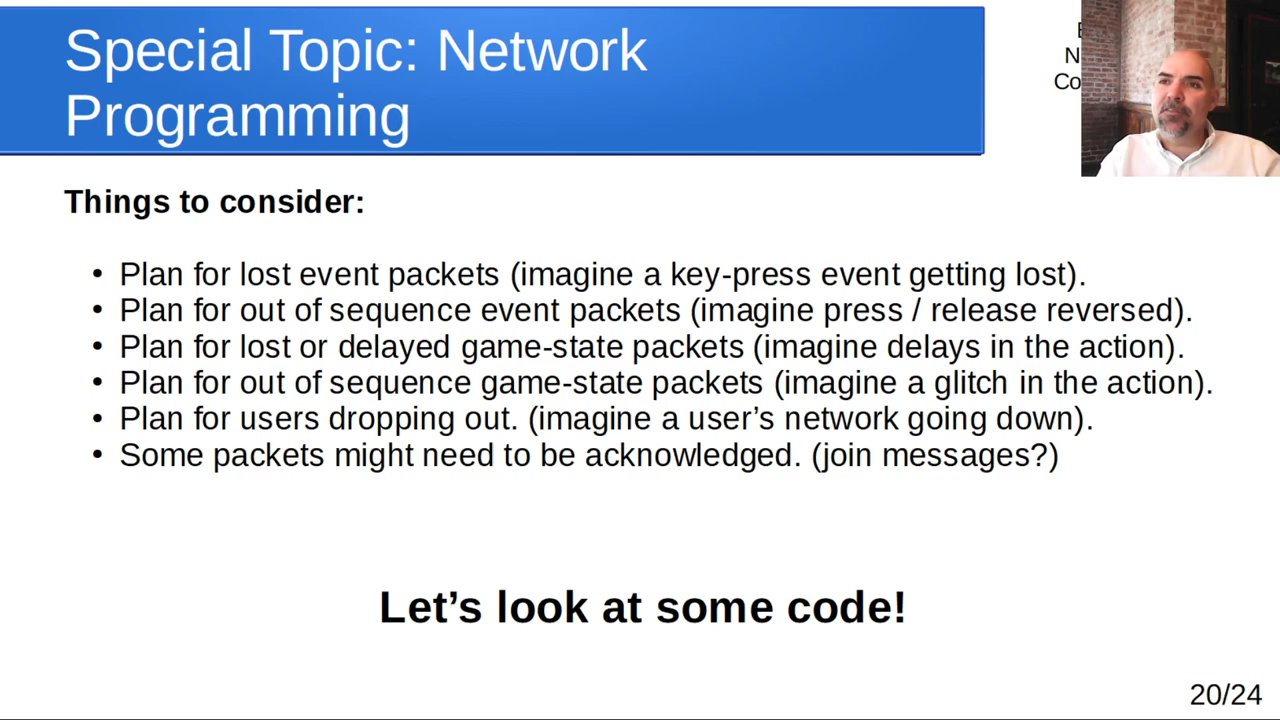 Special Topic: Network
Programming
Things to consider:
• Plan for lost event packets (imagine a key-press event getting lost).
• Plan for out of sequence event packets (imagine press / release reversed).
• Plan for lost or delayed game-state packets (imagine delays in the action).
• Plan for out of sequence game-state packets (imagine a glitch in the action).
• Plan for users dropping out. (imagine a user’s network going down).
• Some packets might need to be acknowledged. (join messages?)
Let’s look at some code!
20/24